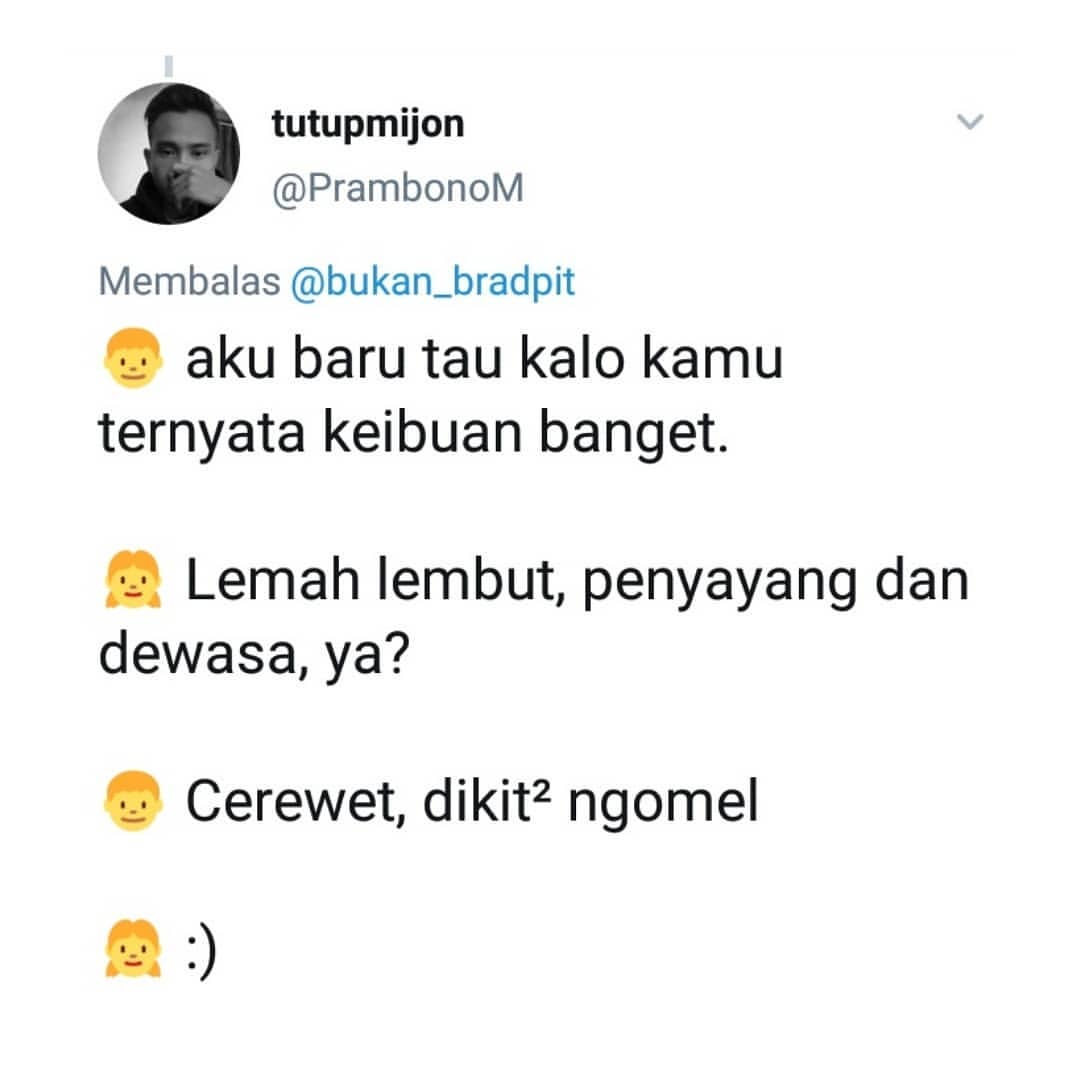 tutupmijon
@PrambonoM
Membalas @bukan_bradpit
👦 aku baru tau kalo kamu
ternyata keibuan banget.
👧 Lemah lembut, penyayang dan
dewasa, ya?
👦 Cerewet, dikit² ngomel
👧 :)